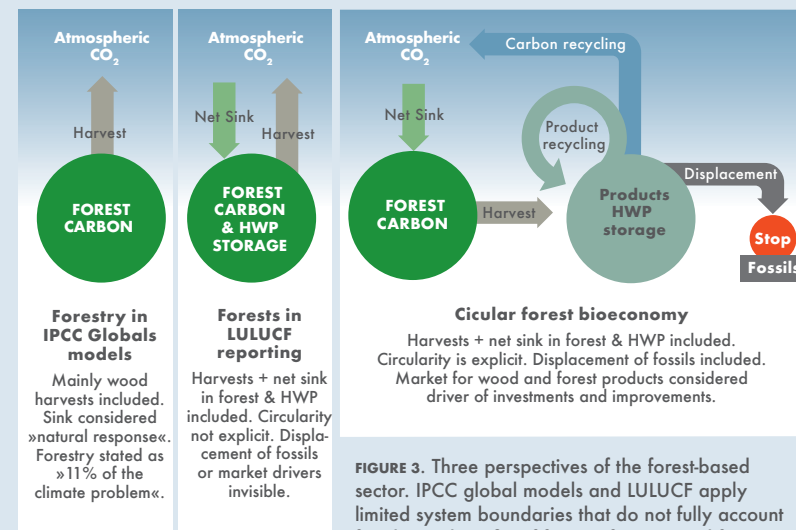 Atmospheric
CO₂
Harvest
FOREST
CARBON
Forestry in
IPCC Globals
models
Mainly wood
harvests included.
Sink considered
»natural response«.
Forestry stated as
»11% of the
climate problem«.
Atmospheric
CO₂
Net Sink
Harvest
FOREST
CARBON
& HWP
STORAGE
Forests in
LULUCF
reporting
Harvests + net sink
in forest & HWP
included. Circularity
not explicit. Displa-
cement of fossils
or market drivers
invisible.
Atmospheric
CO₂
Carbon recycling
Net Sink
Product
recycling
FOREST
CARBON
Harvest
Products
HWP
storage
Displacement
Stop
Fossils
Cicular forest bioeconomy
Harvests + net sink in forest & HWP included.
Circularity is explicit. Displacement of fossils included.
Market for wood and forest products considered
driver of investments and improvements.
FIGURE 3. Three perspectives of the forest-based
sector. IPCC global models and LULUCF apply
limited system boundaries that do not fully account